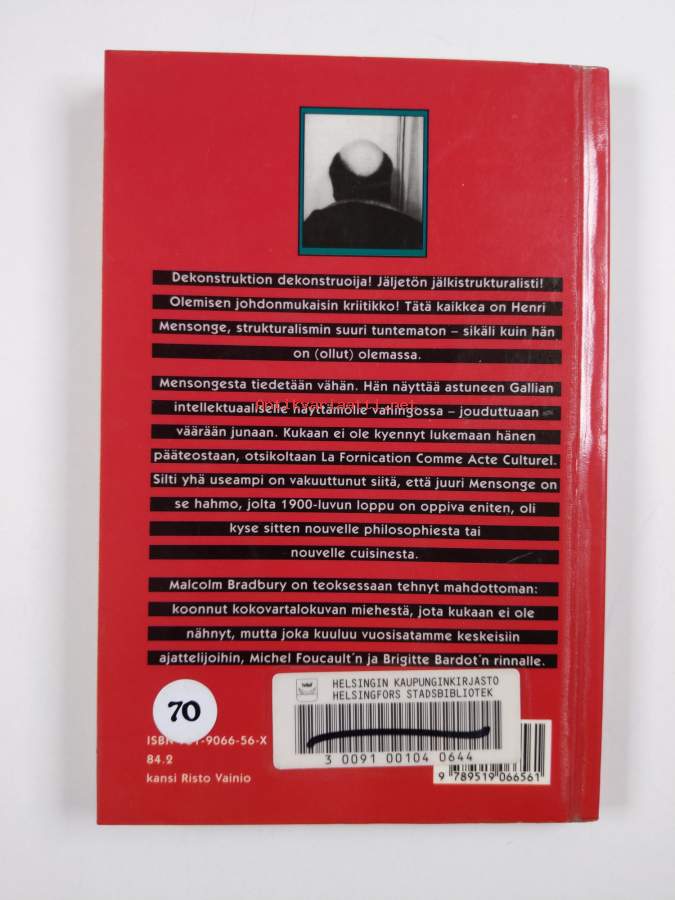 Dekonstruktion dekonstruoija! Jäljetön jälkistrukturalisti!
Olemisen johdonmukaisin kriitikko! Tätä kaikkea on Henri
Mensonge, strukturalismin suuri tuntematon – sikäli kuin hän
on (ollut) olemassa.
Mensongesta tiedetään vähän. Hän näyttää astuneen Gallian
intellektuaaliselle näyttämölle vahingossa – jouduttuaan
väärään junaan. Kukaan ei ole kyennyt lukemaan hänen
pääteostaan, otsikoltaan La Fornication Comme Acte Culturel.
Silti yhä useampi on vakuuttunut siitä, että juuri Mensonge on
se hahmo, jolta 1900-luvun loppu on oppiva eniten, oli
kyse sitten nouvelle philosophiesta tai
nouvelle cuisinesta.
Malcolm Bradbury on teoksessaan tehnyt mahdottoman:
koonnut kokovartalokuvan miehestä, jota kukaan ei ole
nähnyt, mutta joka kuuluu vuosisatamme keskeisiin
ajattelijoihin, Michel Foucault'n ja Brigitte Bardot'n rinnalle.
HELSINGIN KAUPUNGINKIRJASTO
HELSINGFORS STADSBIBLIOTEK
3 0091 00104 0644
70
ISBN 9066-56-X
84.2
kansi Risto Vainio
9 789519 066561